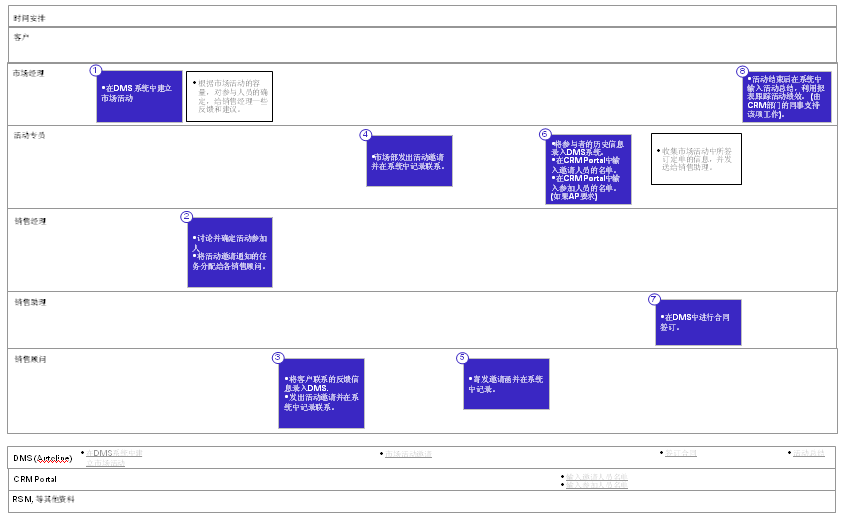 时间安排
客户
市场经理
1
•在DMS 系统中建立
市场活动
•根据市场活动的容
量，对参与人员的确
定，给销售经理一些
反馈和建议。
8
•活动结束后在系统中
输入活动总结，利用报
表跟踪活动绩效，[由
CRM部门的同事支持
该项工作]。
活动专员
4
•市场部发出活动邀请
并在系统中记录联系。
6
•将参与者的历史信息
录入DMS系统.
•在CRM Portal中输
入邀请人员的名单。
•在CRM Portal中输
入参加人员的名单。
[如果AP要求]
•收集市场活动中所签
订定单的信息，并发
送给销售助理。
销售经理
2
•讨论并确定活动参加
人
•将活动邀请通知的任
务分配给各销售顾问。
销售助理
7
•在DMS中进行合同
签订。
销售顾问
3
•将客户联系的反馈信
息录入DMS.
•发出活动邀请并在系
统中记录联系。
5
•寄发邀请函并在系统
中记录。
DMS (Autoline)
•在DMS系统中建
立市场活动
•市场活动邀请
•签订合同
•活动总结
CRM Portal
•输入邀请人员名单
•输入参加人员名单
RSM, 等其他资料